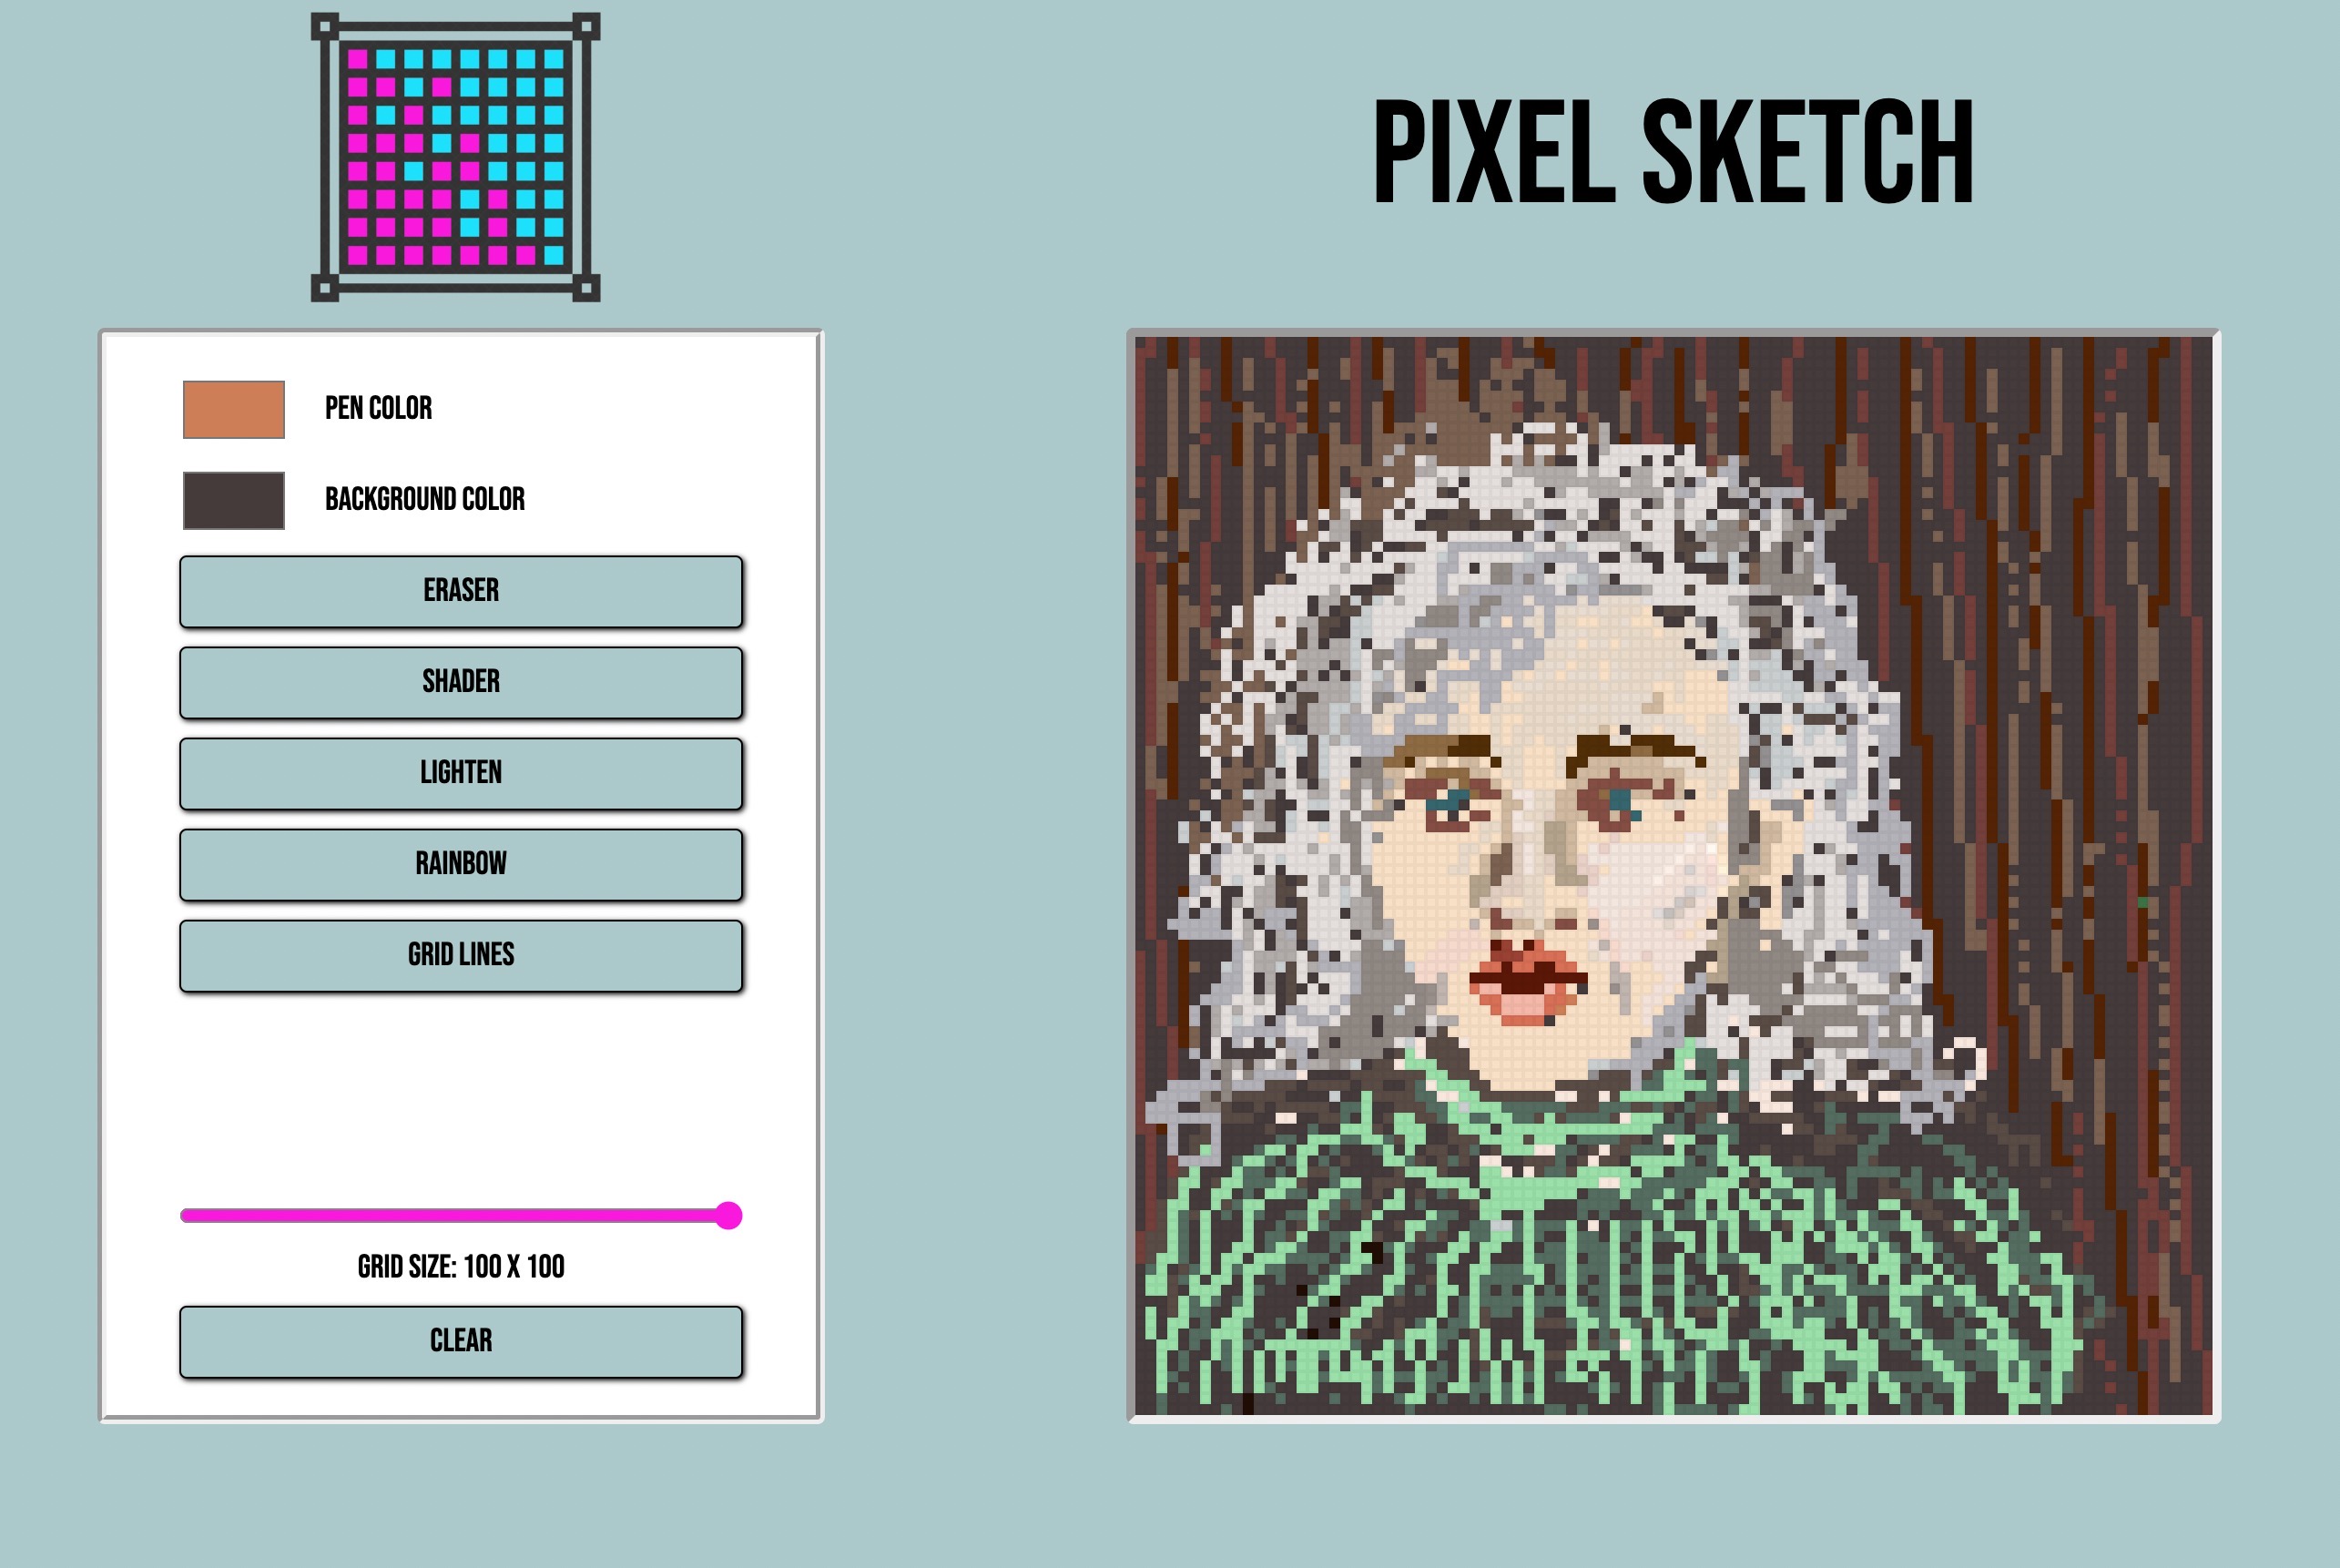 PIXEL SKETCH
PEN COLOR
BACKGROUND COLOR
ERASER
SHADER
LIGHTEN
RAINBOW
GRID LINES
GRID SIZE: 100 X 100
CLEAR